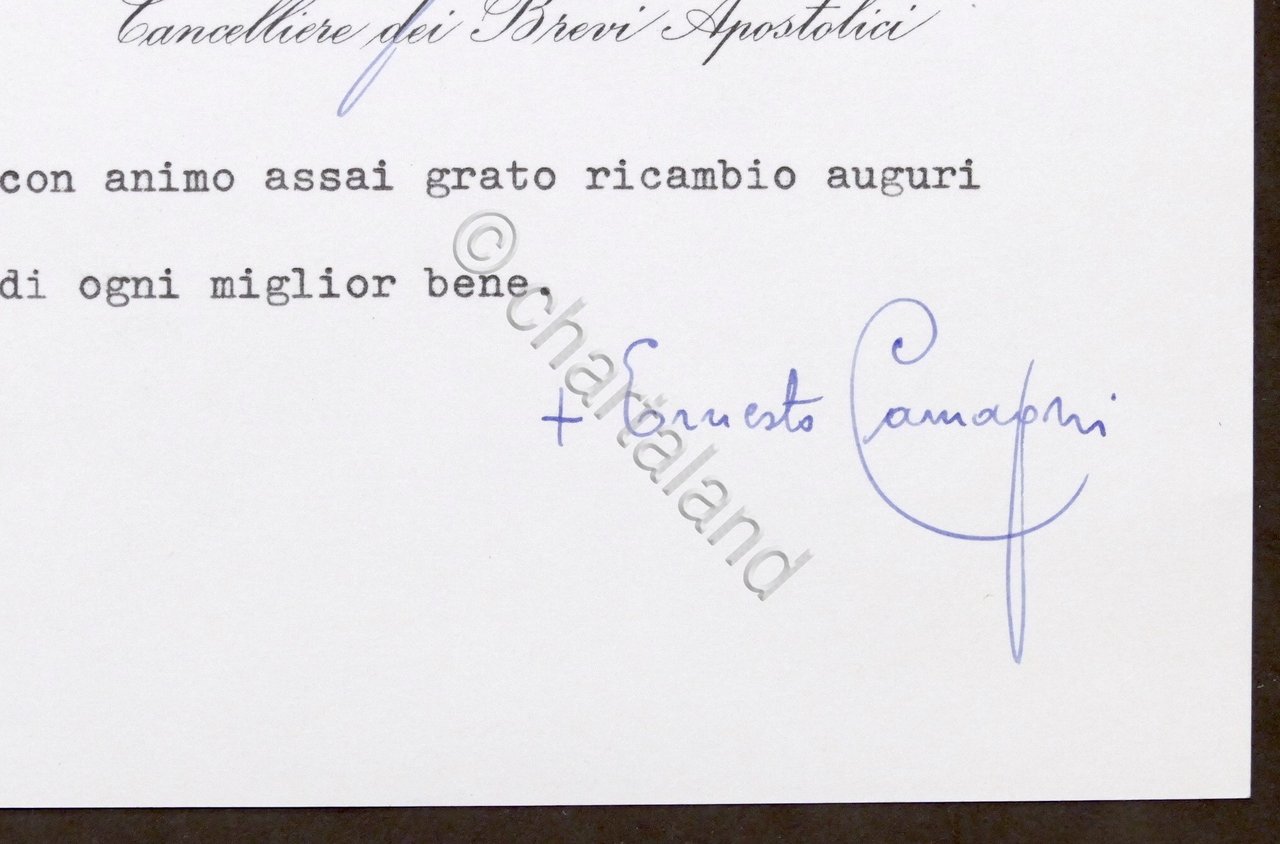 Cancelliere dei Brevi Apostolici
con animo assai grato ricambio auguri
di ogni miglior bene.
+ Ernesto Camagni
© chartaland